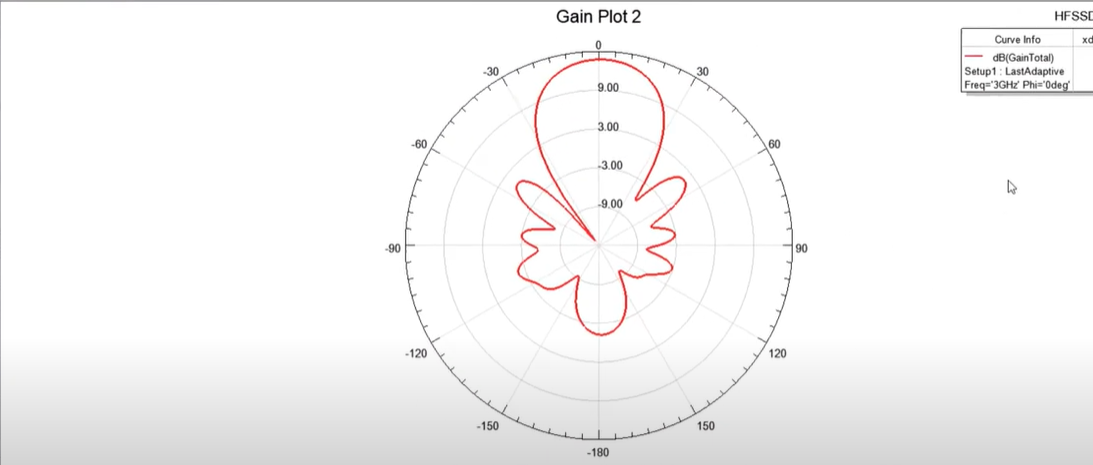 Gain Plot 2
HFSSD
Curve Info xd
dB(GainTotal)
Setup1 : LastAdaptive
Freq='3GHz' Phi='0deg'
0
-30
30
9.00
3.00
-60
60
-3.00
-9.00
-90
90
-120
120
-150
150
-180